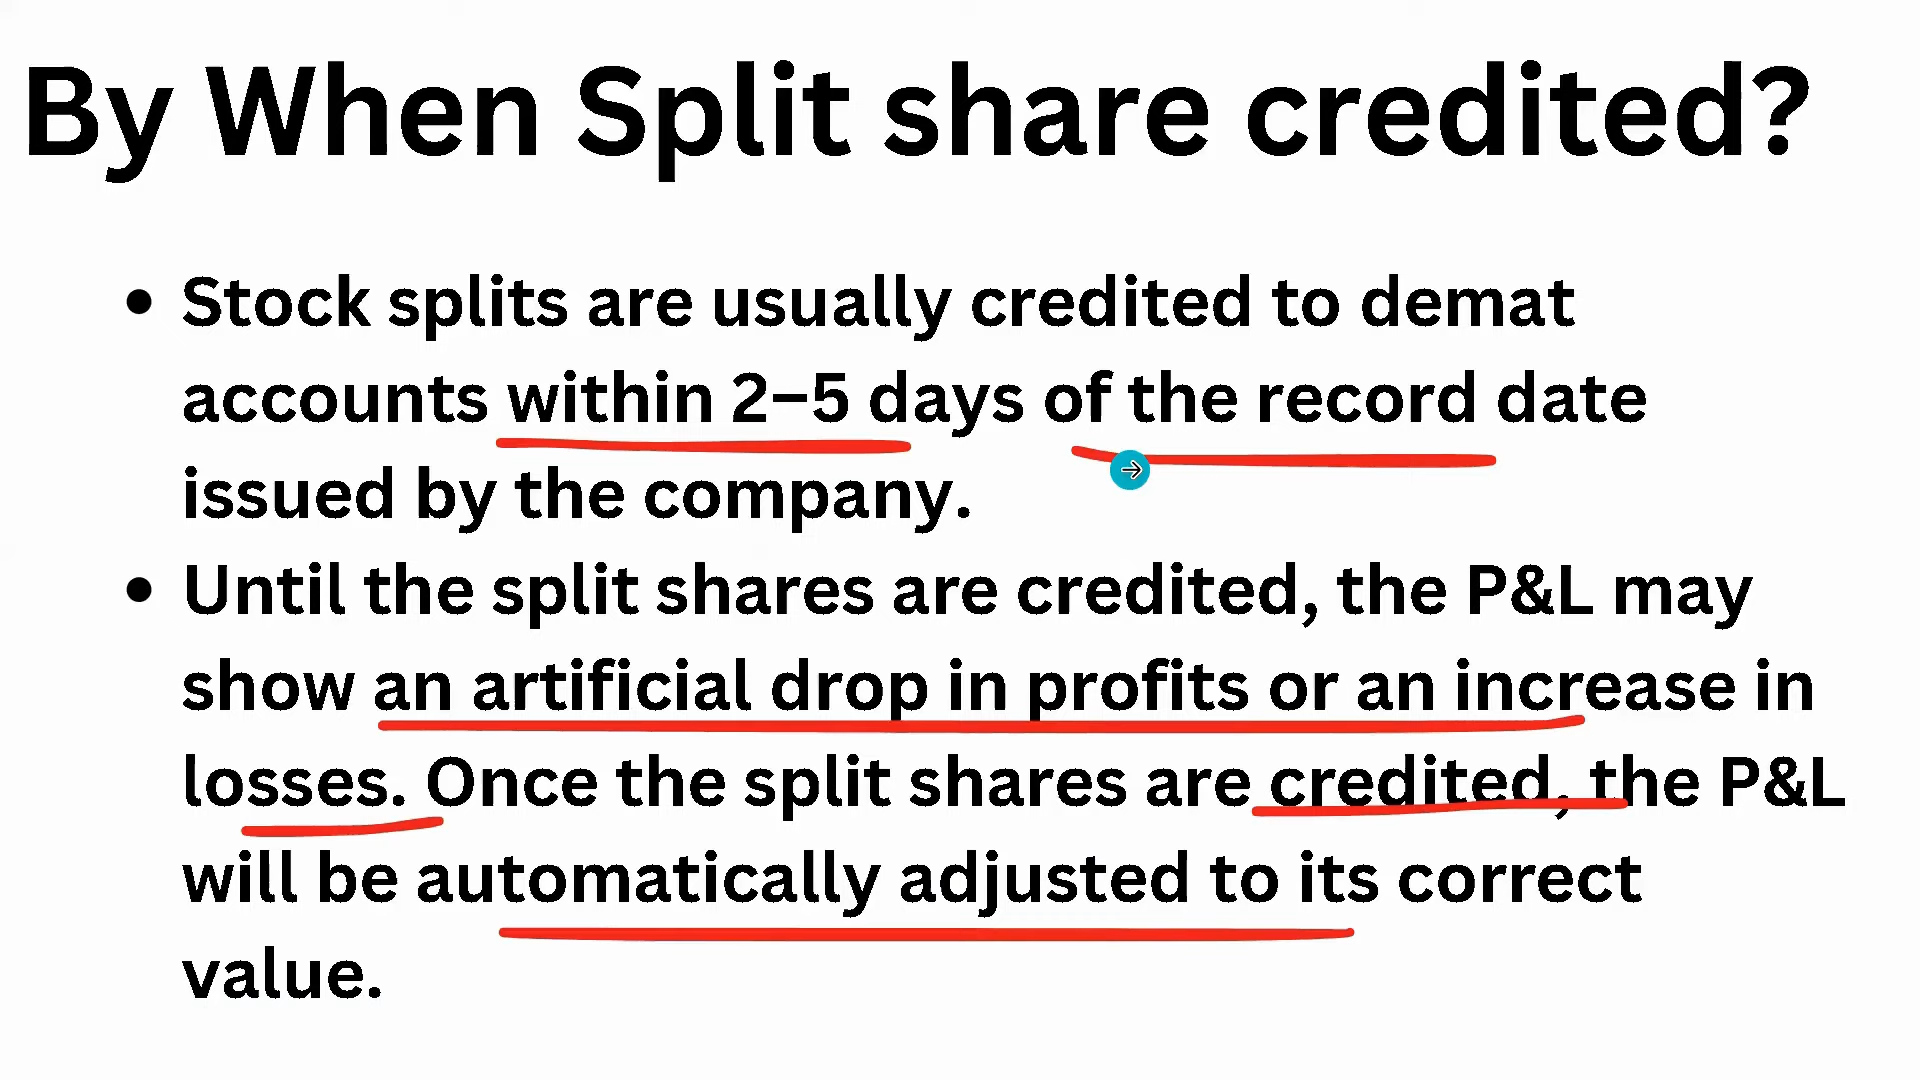 By When Split share credited?
• Stock splits are usually credited to demat
accounts within 2–5 days of the record date
issued by the company.
• Until the split shares are credited, the P&L may
show an artificial drop in profits or an increase in
losses. Once the split shares are credited, the P&L
will be automatically adjusted to its correct
value.